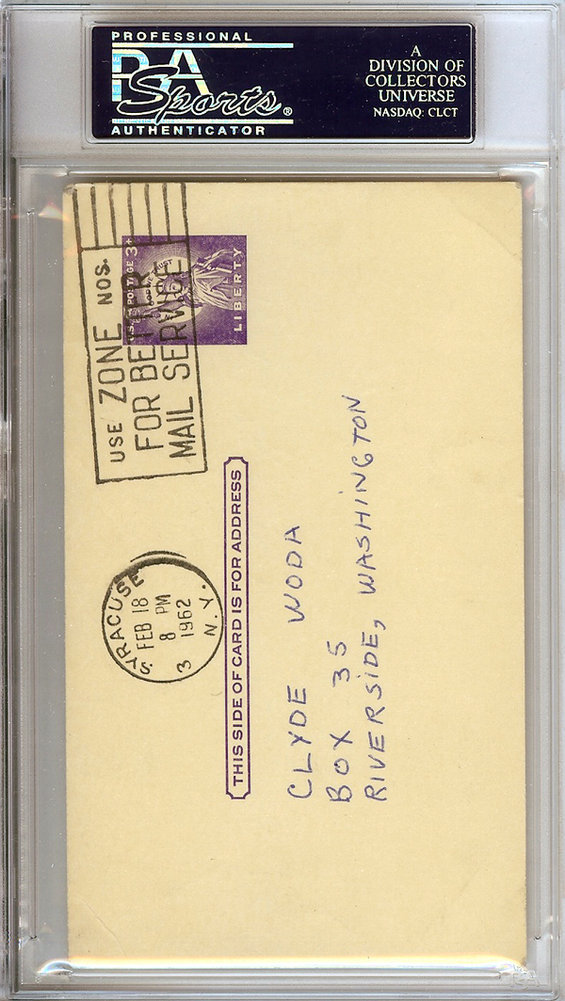 PROFESSIONAL
PSA
Sports®
AUTHENTICATOR
A
DIVISION OF
COLLECTORS
UNIVERSE
NASDAQ: CLCT
USE ZONE NOS.
FOR BETTER
MAIL SERVICE
U.S. POSTAGE 3¢
LIBERTY
SYRACUSE
FEB 18
8 PM
1962
3 N.Y.
THIS SIDE OF CARD IS FOR ADDRESS
CLYDE WODA
BOX 35
RIVERSIDE, WASHINGTON